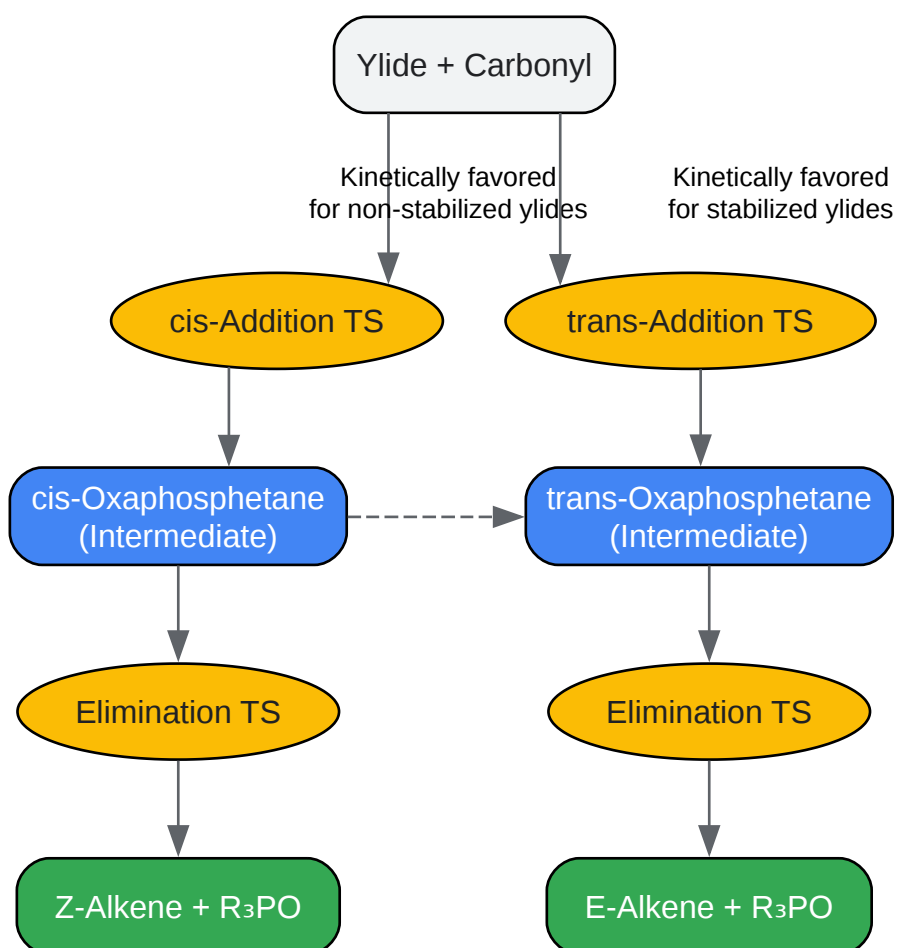 Ylide + Carbonyl
Kinetically favored
for non-stabilized ylides
Kinetically favored
for stabilized ylides
cis-Addition TS
trans-Addition TS
cis-Oxaphosphetane
(Intermediate)
trans-Oxaphosphetane
(Intermediate)
Elimination TS
Elimination TS
Z-Alkene + R₃PO
E-Alkene + R₃PO